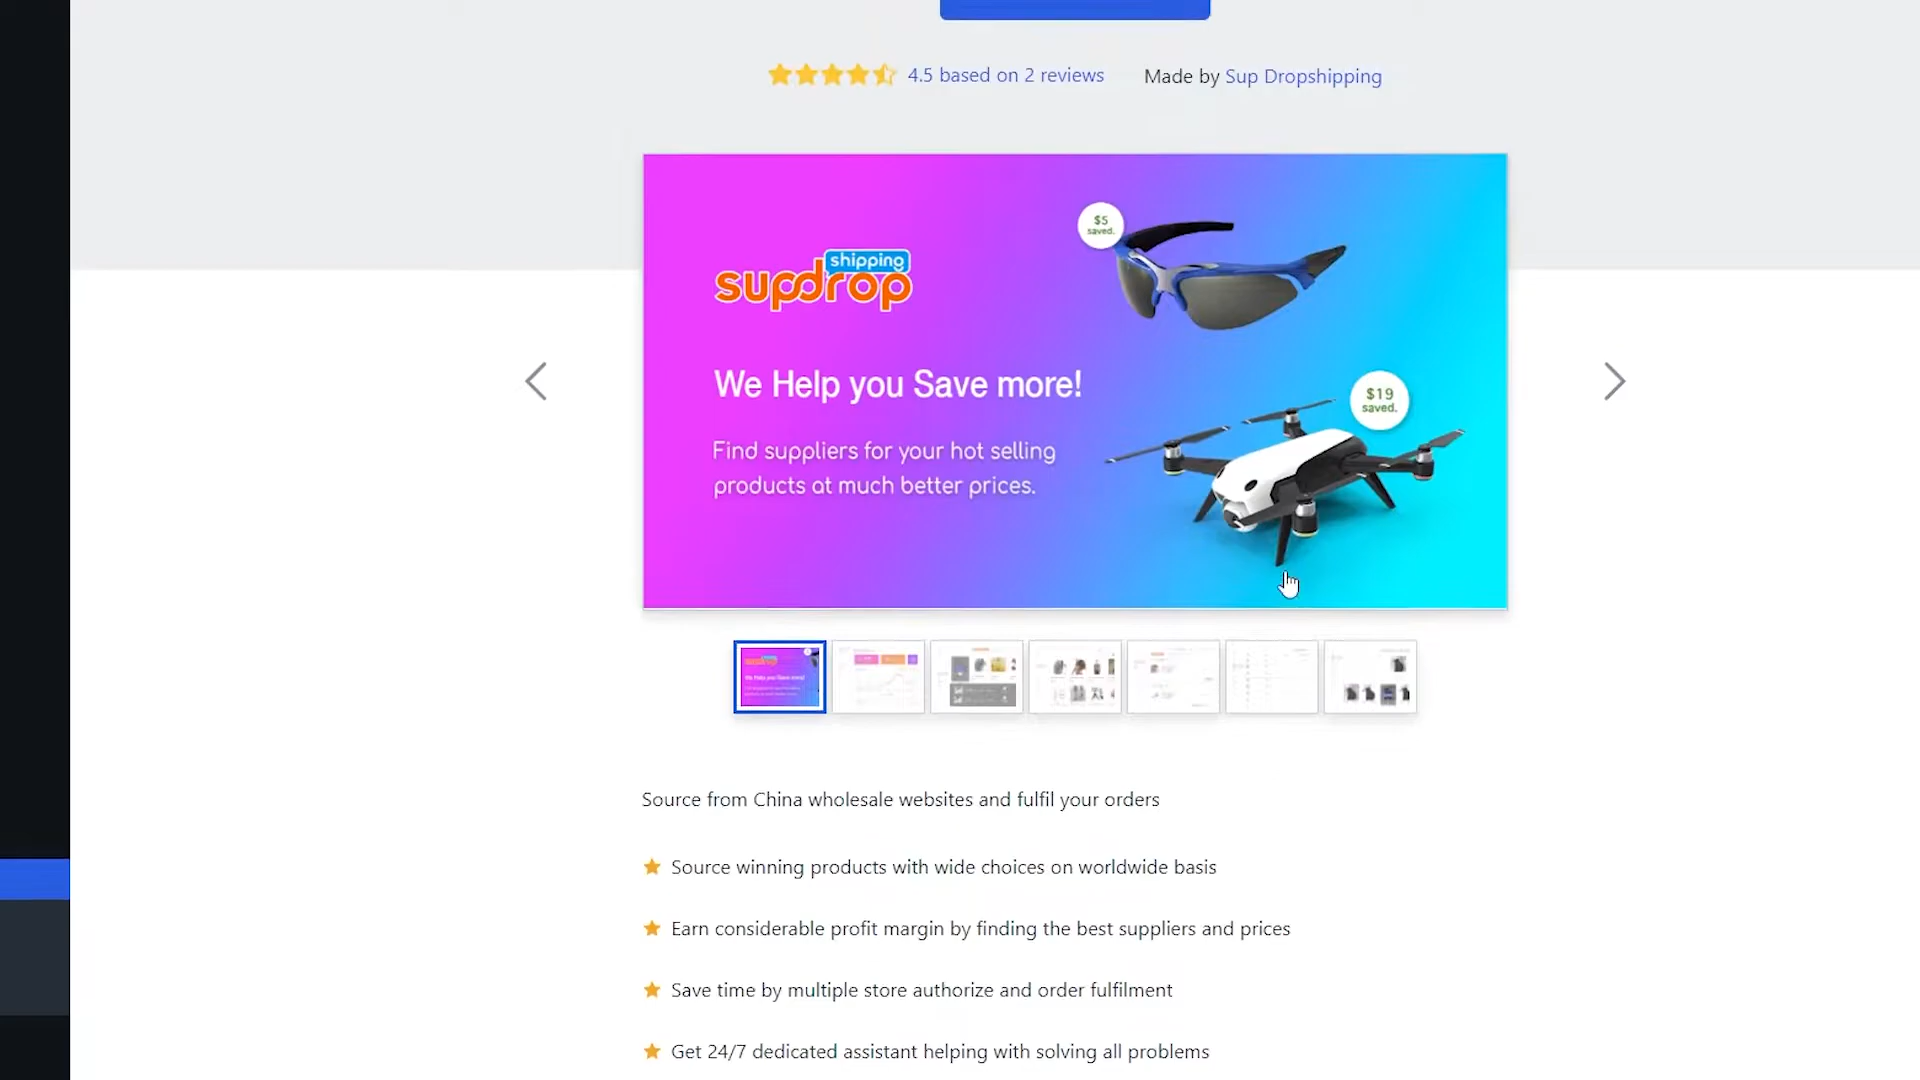 4.5 based on 2 reviews
Made by Sup Dropshipping
$5
saved.
shipping
supdrop
We Help you Save more!
$19
saved.
Find suppliers for your hot selling
products at much better prices.
Source from China wholesale websites and fulfil your orders
Source winning products with wide choices on worldwide basis
Earn considerable profit margin by finding the best suppliers and prices
Save time by multiple store authorize and order fulfilment
Get 24/7 dedicated assistant helping with solving all problems